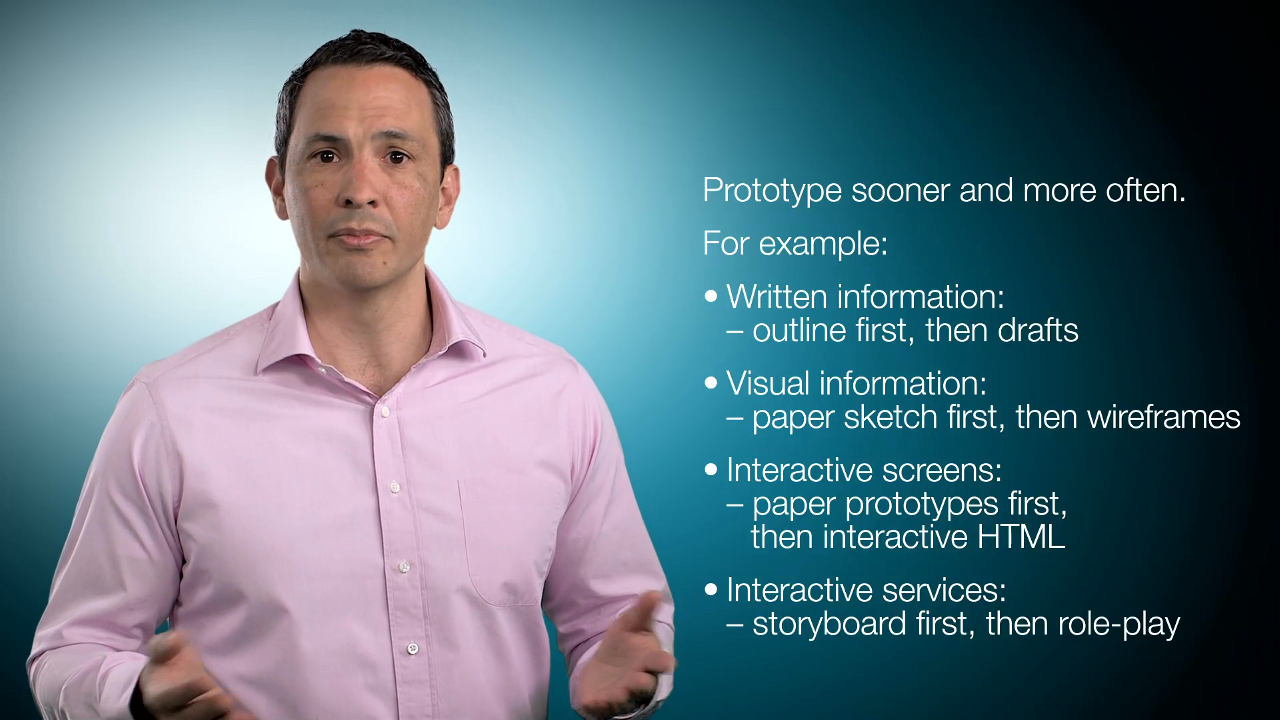 Prototype sooner and more often.
For example:
• Written information:
– outline first, then drafts
• Visual information:
– paper sketch first, then wireframes
• Interactive screens:
– paper prototypes first,
then interactive HTML
• Interactive services:
– storyboard first, then role-play